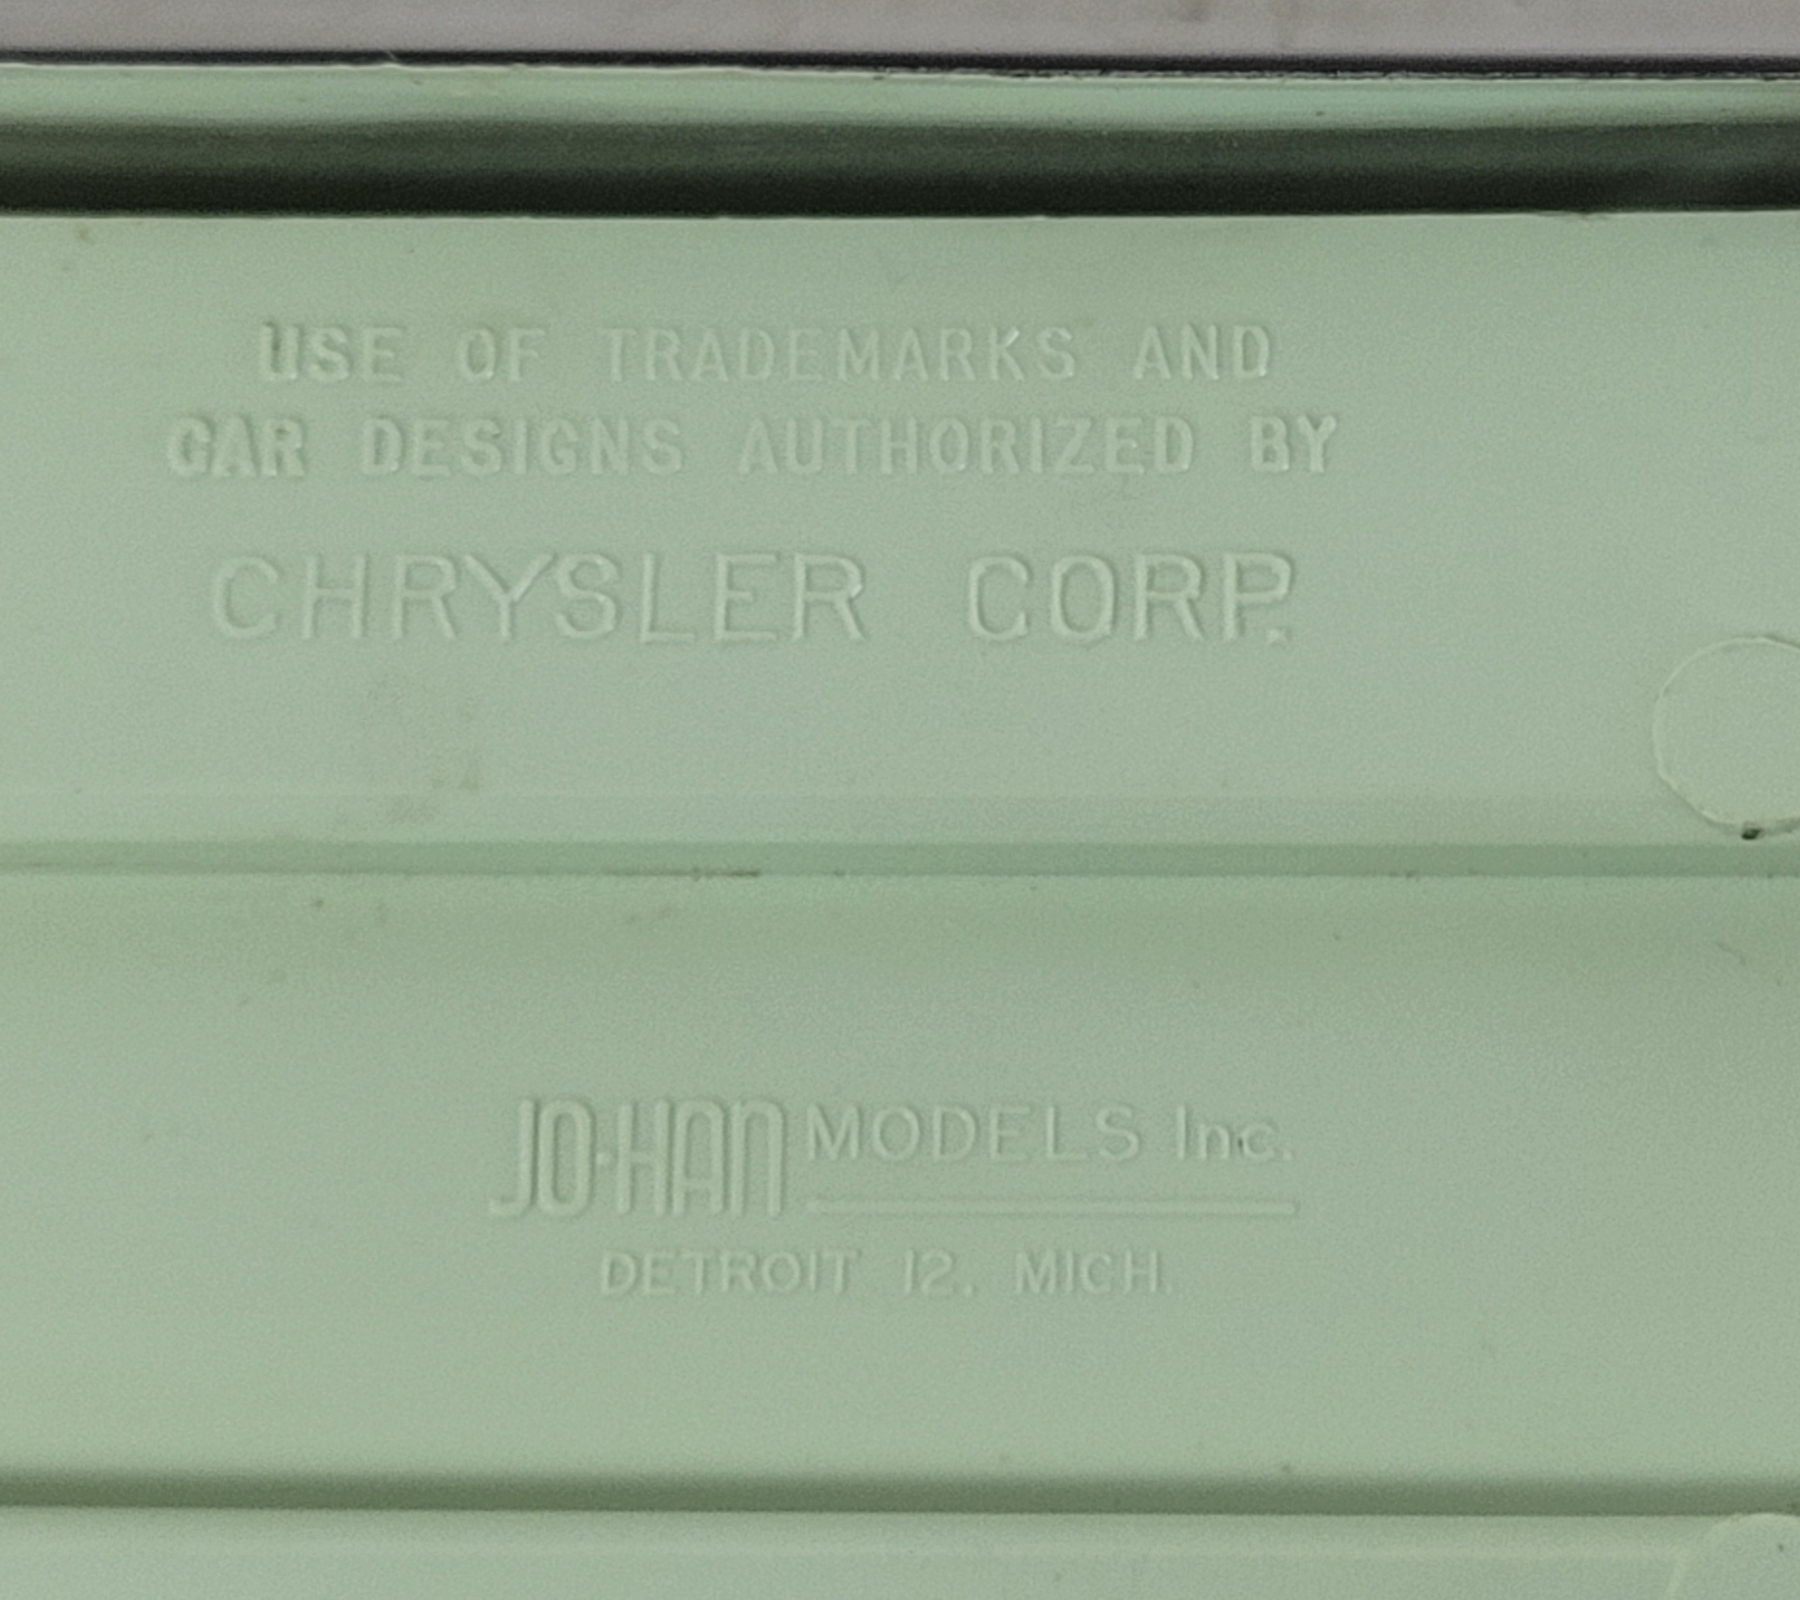 USE OF TRADEMARKS AND
CAR DESIGNS AUTHORIZED BY
CHRYSLER CORP.
JO-HAN MODELS Inc.
DETROIT 12, MICH.